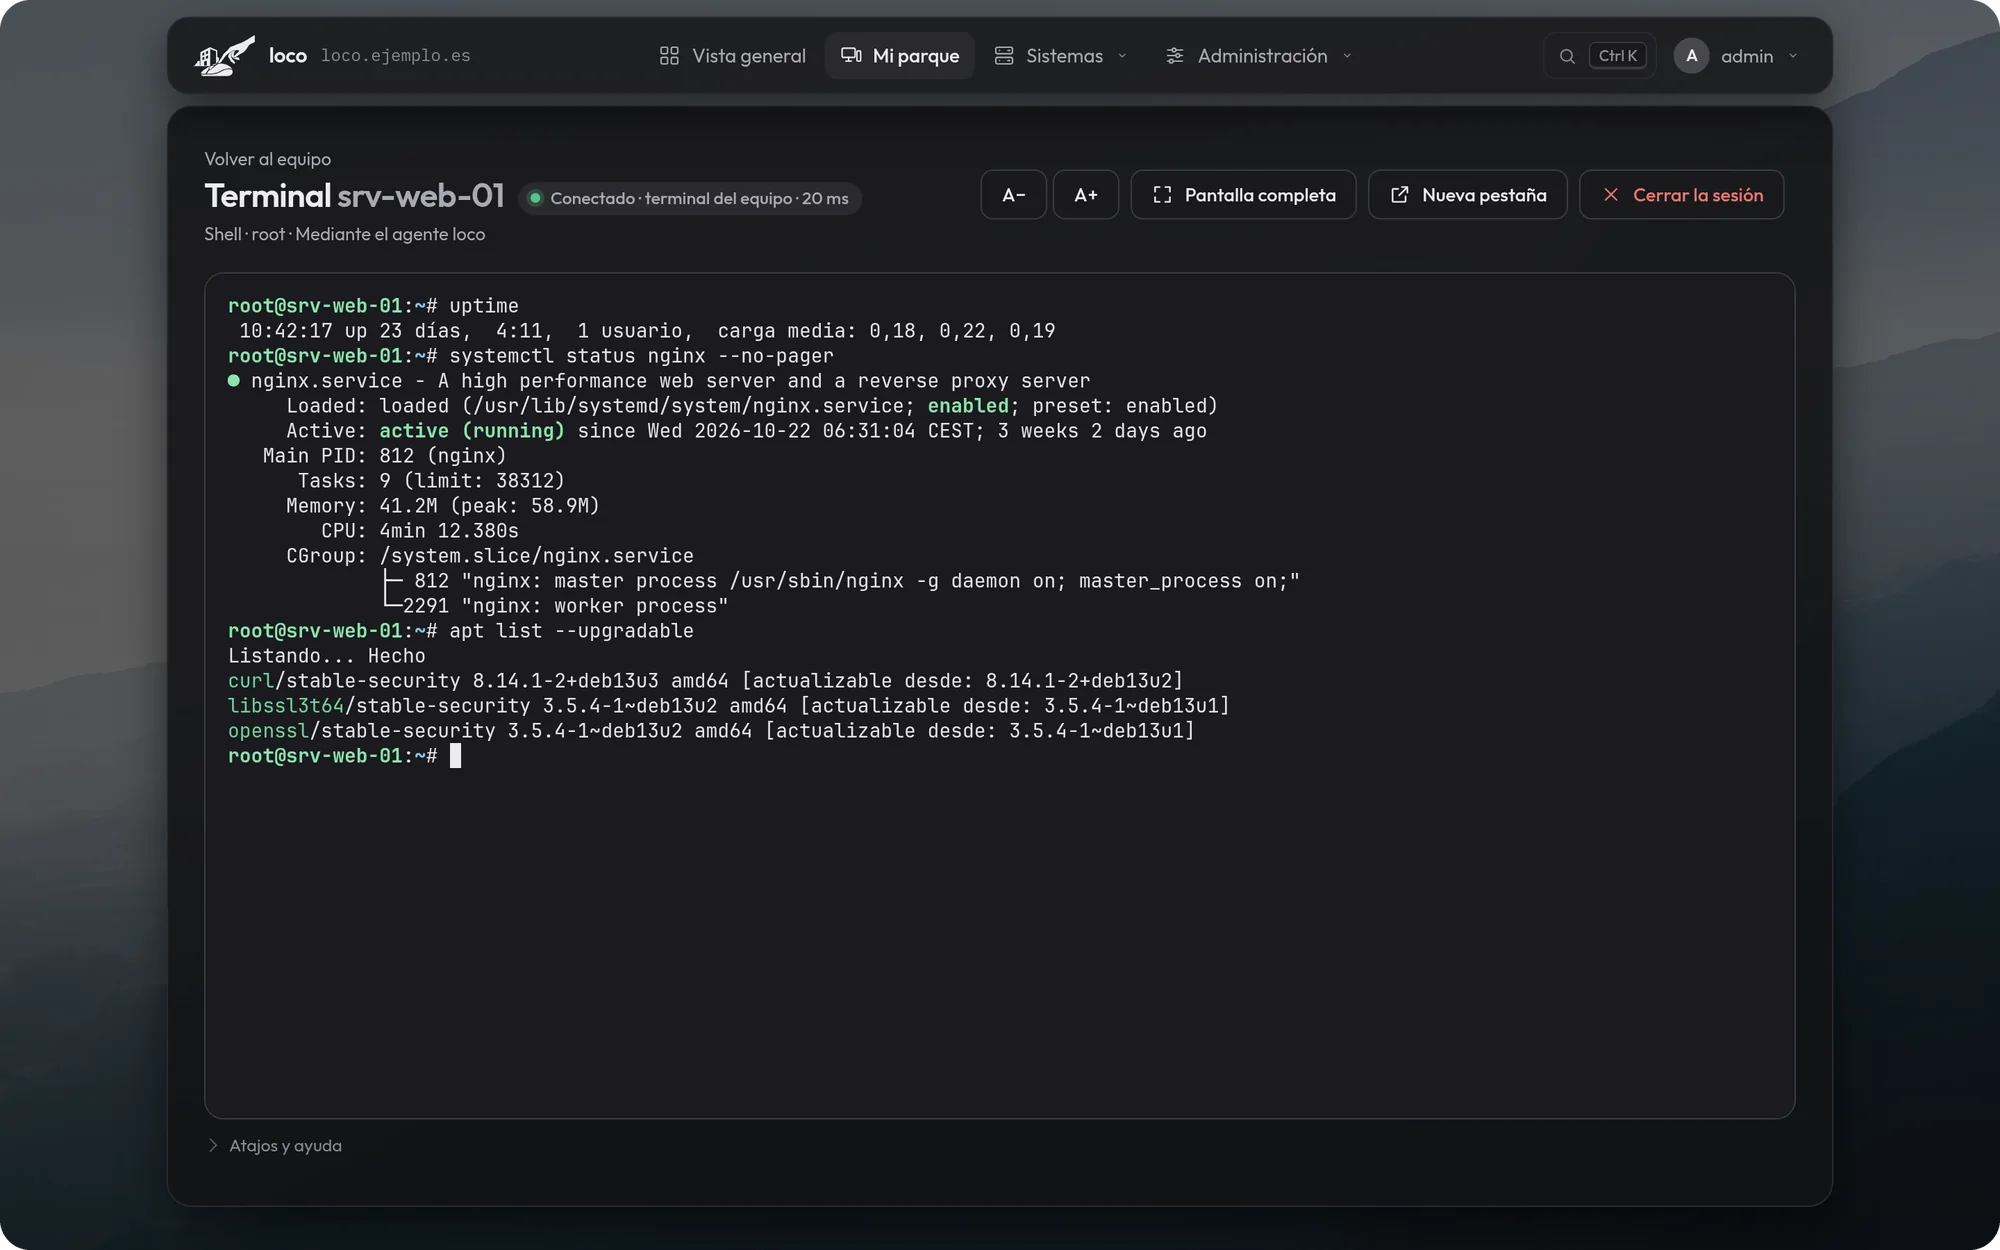 loco loco.ejemplo.es Vista general Mi parque Sistemas Administración Ctrl K A admin
Volver al equipo
Terminal srv-web-01 Conectado · terminal del equipo · 20 ms A− A+ Pantalla completa Nueva pestaña Cerrar la sesión
Shell · root · Mediante el agente loco
root@srv-web-01:~# uptime
 10:42:17 up 23 días,  4:11,  1 usuario,  carga media: 0,18, 0,22, 0,19
root@srv-web-01:~# systemctl status nginx --no-pager
● nginx.service - A high performance web server and a reverse proxy server
     Loaded: loaded (/usr/lib/systemd/system/nginx.service; enabled; preset: enabled)
     Active: active (running) since Wed 2026-10-22 06:31:04 CEST; 3 weeks 2 days ago
   Main PID: 812 (nginx)
      Tasks: 9 (limit: 38312)
     Memory: 41.2M (peak: 58.9M)
        CPU: 4min 12.380s
     CGroup: /system.slice/nginx.service
             ├─ 812 "nginx: master process /usr/sbin/nginx -g daemon on; master_process on;"
             └─2291 "nginx: worker process"
root@srv-web-01:~# apt list --upgradable
Listando... Hecho
curl/stable-security 8.14.1-2+deb13u3 amd64 [actualizable desde: 8.14.1-2+deb13u2]
libssl3t64/stable-security 3.5.4-1~deb13u2 amd64 [actualizable desde: 3.5.4-1~deb13u1]
openssl/stable-security 3.5.4-1~deb13u2 amd64 [actualizable desde: 3.5.4-1~deb13u1]
root@srv-web-01:~#
Atajos y ayuda